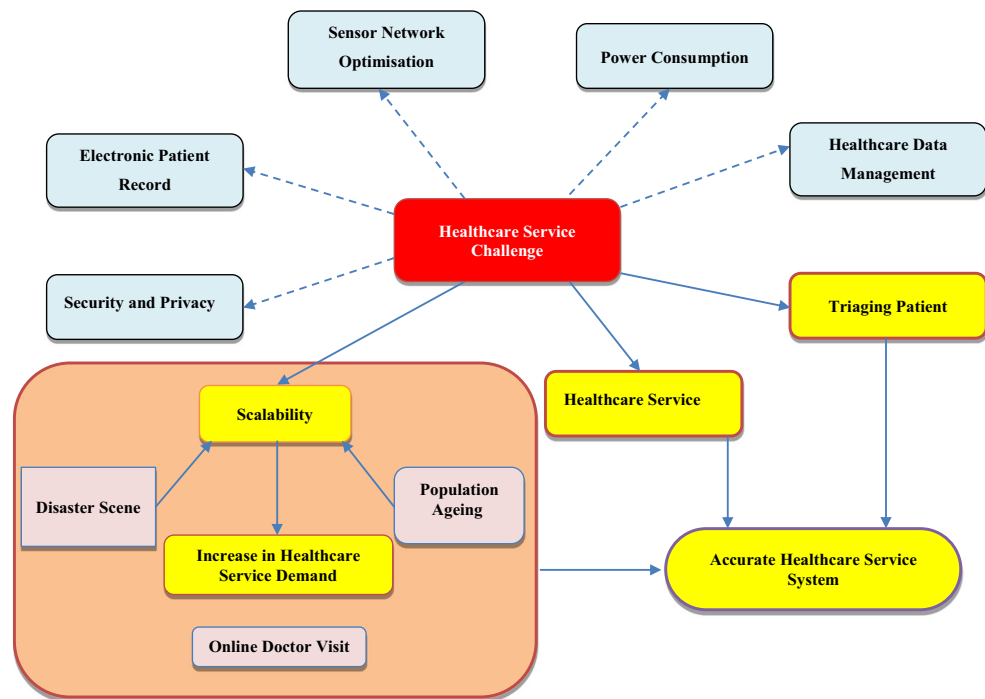 Sensor Network
Optimisation
Power Consumption
Electronic Patient
Record
Healthcare Data
Management
Healthcare Service
Challenge
Security and Privacy
Triaging Patient
Scalability
Healthcare Service
Disaster Scene
Population
Ageing
Increase in Healthcare
Service Demand
Accurate Healthcare Service
System
Online Doctor Visit